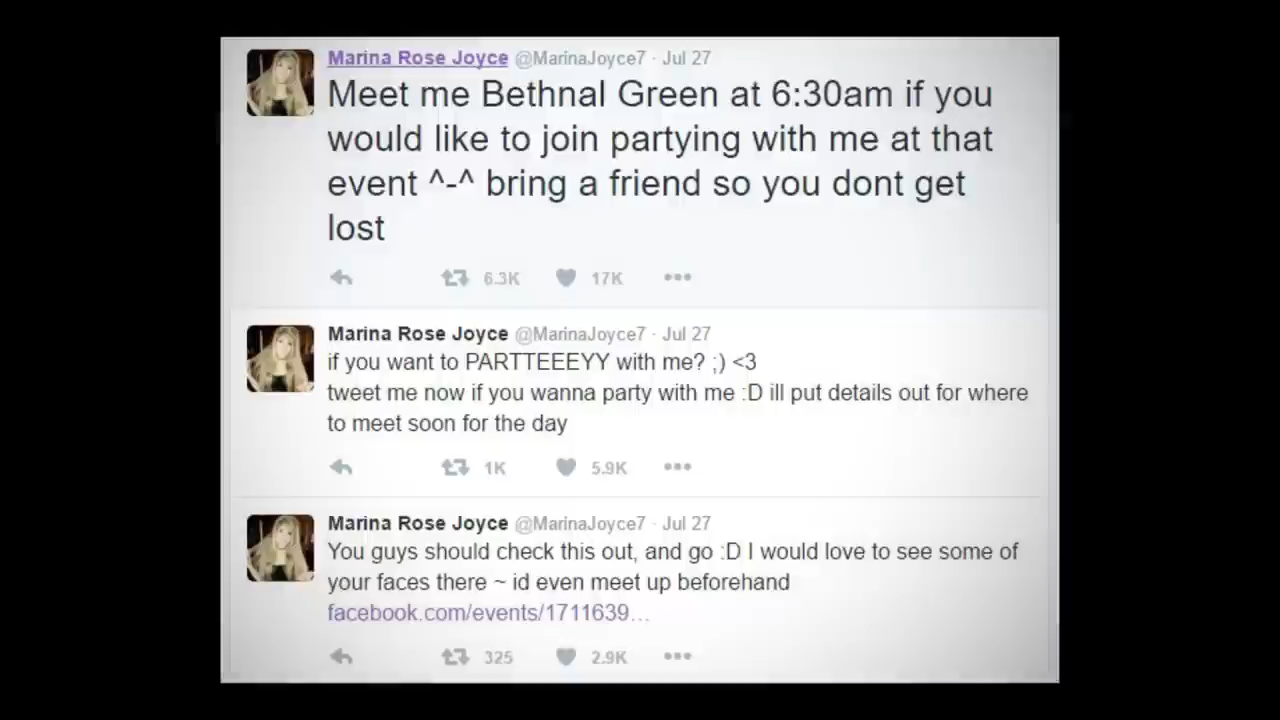 Marina Rose Joyce @MarinaJoyce7 · Jul 27
Meet me Bethnal Green at 6:30am if you
would like to join partying with me at that
event ^-^ bring a friend so you dont get
lost
6.3K 17K
Marina Rose Joyce @MarinaJoyce7 · Jul 27
if you want to PARTTEEEYY with me? ;) <3
tweet me now if you wanna party with me :D ill put details out for where
to meet soon for the day
1K 5.9K
Marina Rose Joyce @MarinaJoyce7 · Jul 27
You guys should check this out, and go :D I would love to see some of
your faces there ~ id even meet up beforehand
facebook.com/events/1711639...
325 2.9K